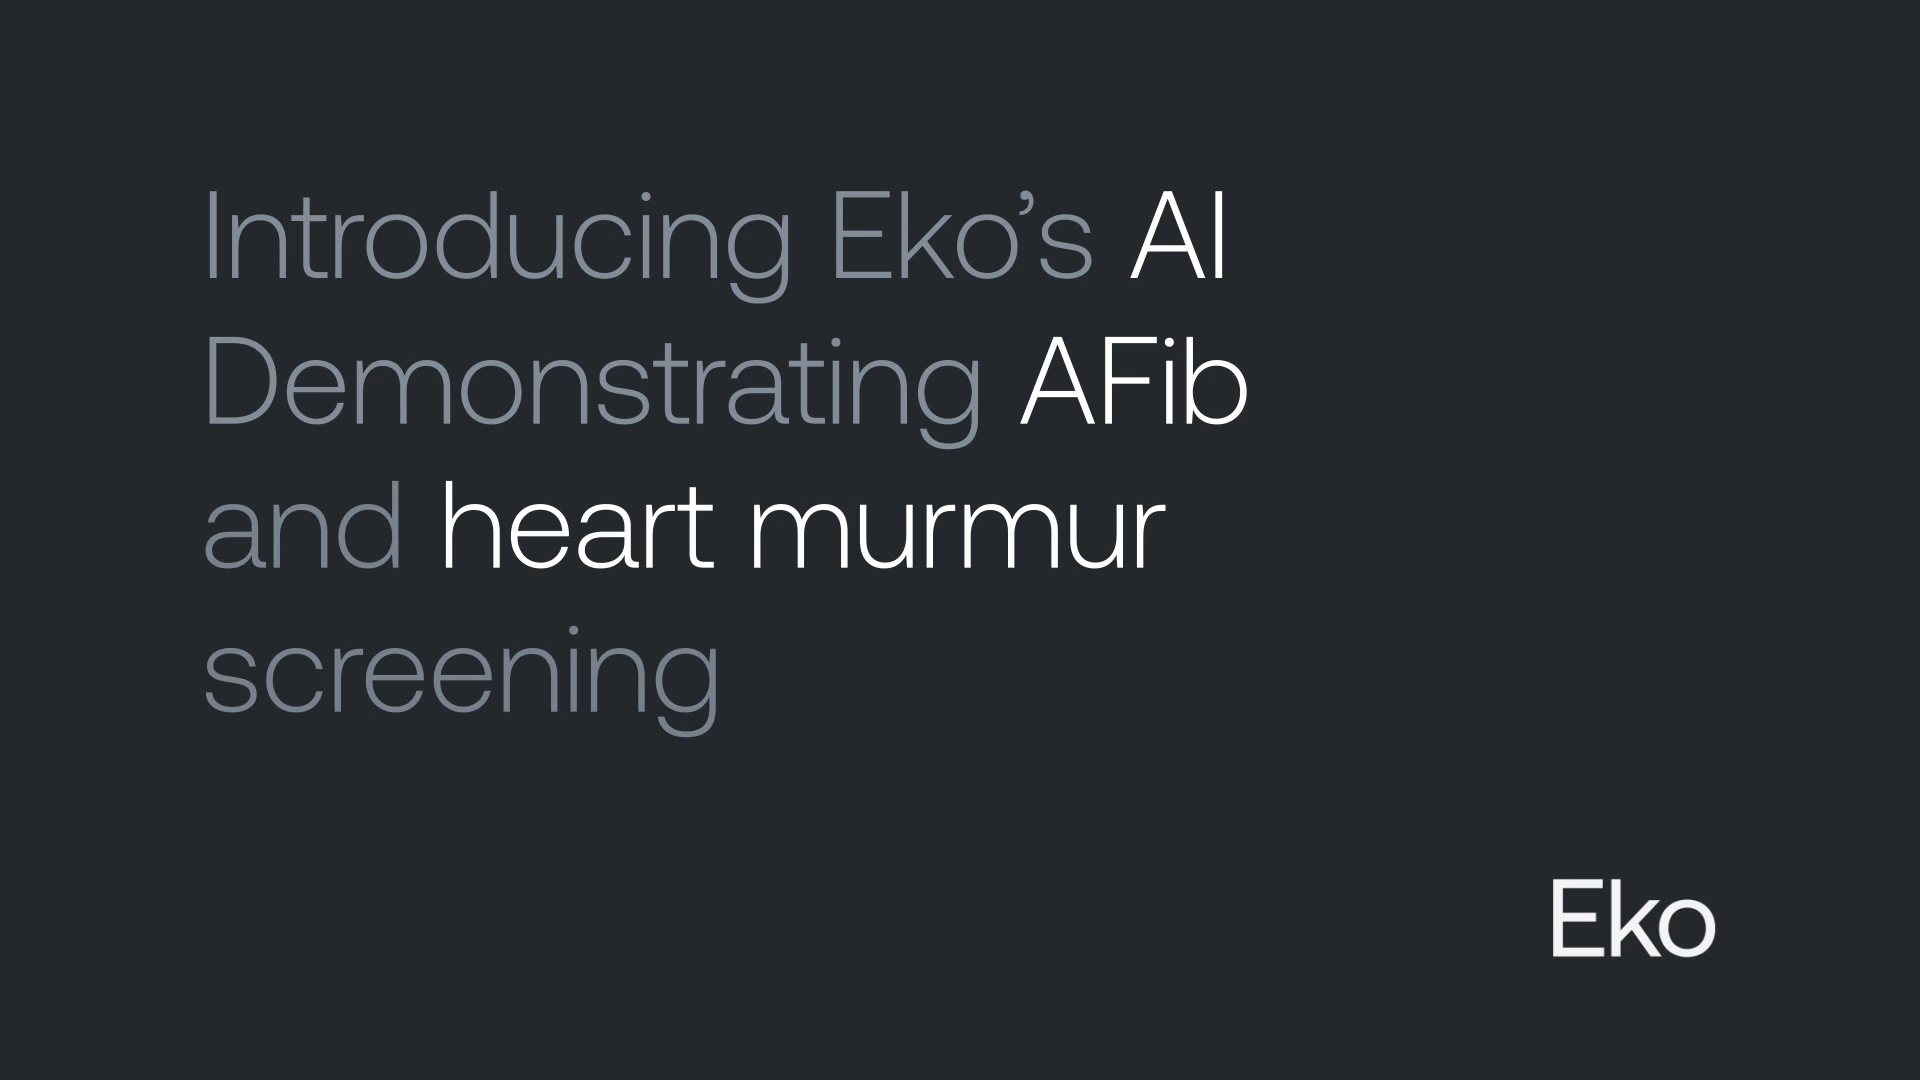 Introducing Eko’s AI
Demonstrating AFib
and heart murmur
screening
Eko